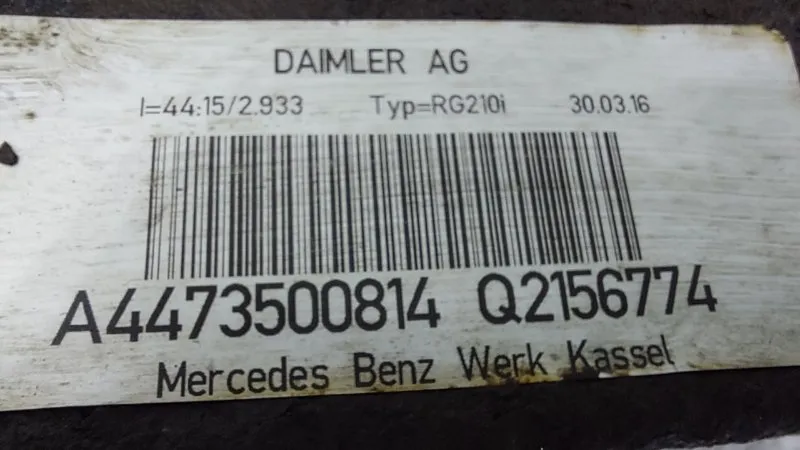 DAIMLER AG
I=44:15/2.933 Typ=RG210i 30.03.16
A4473500814 Q2156774
Mercedes Benz Werk Kassel